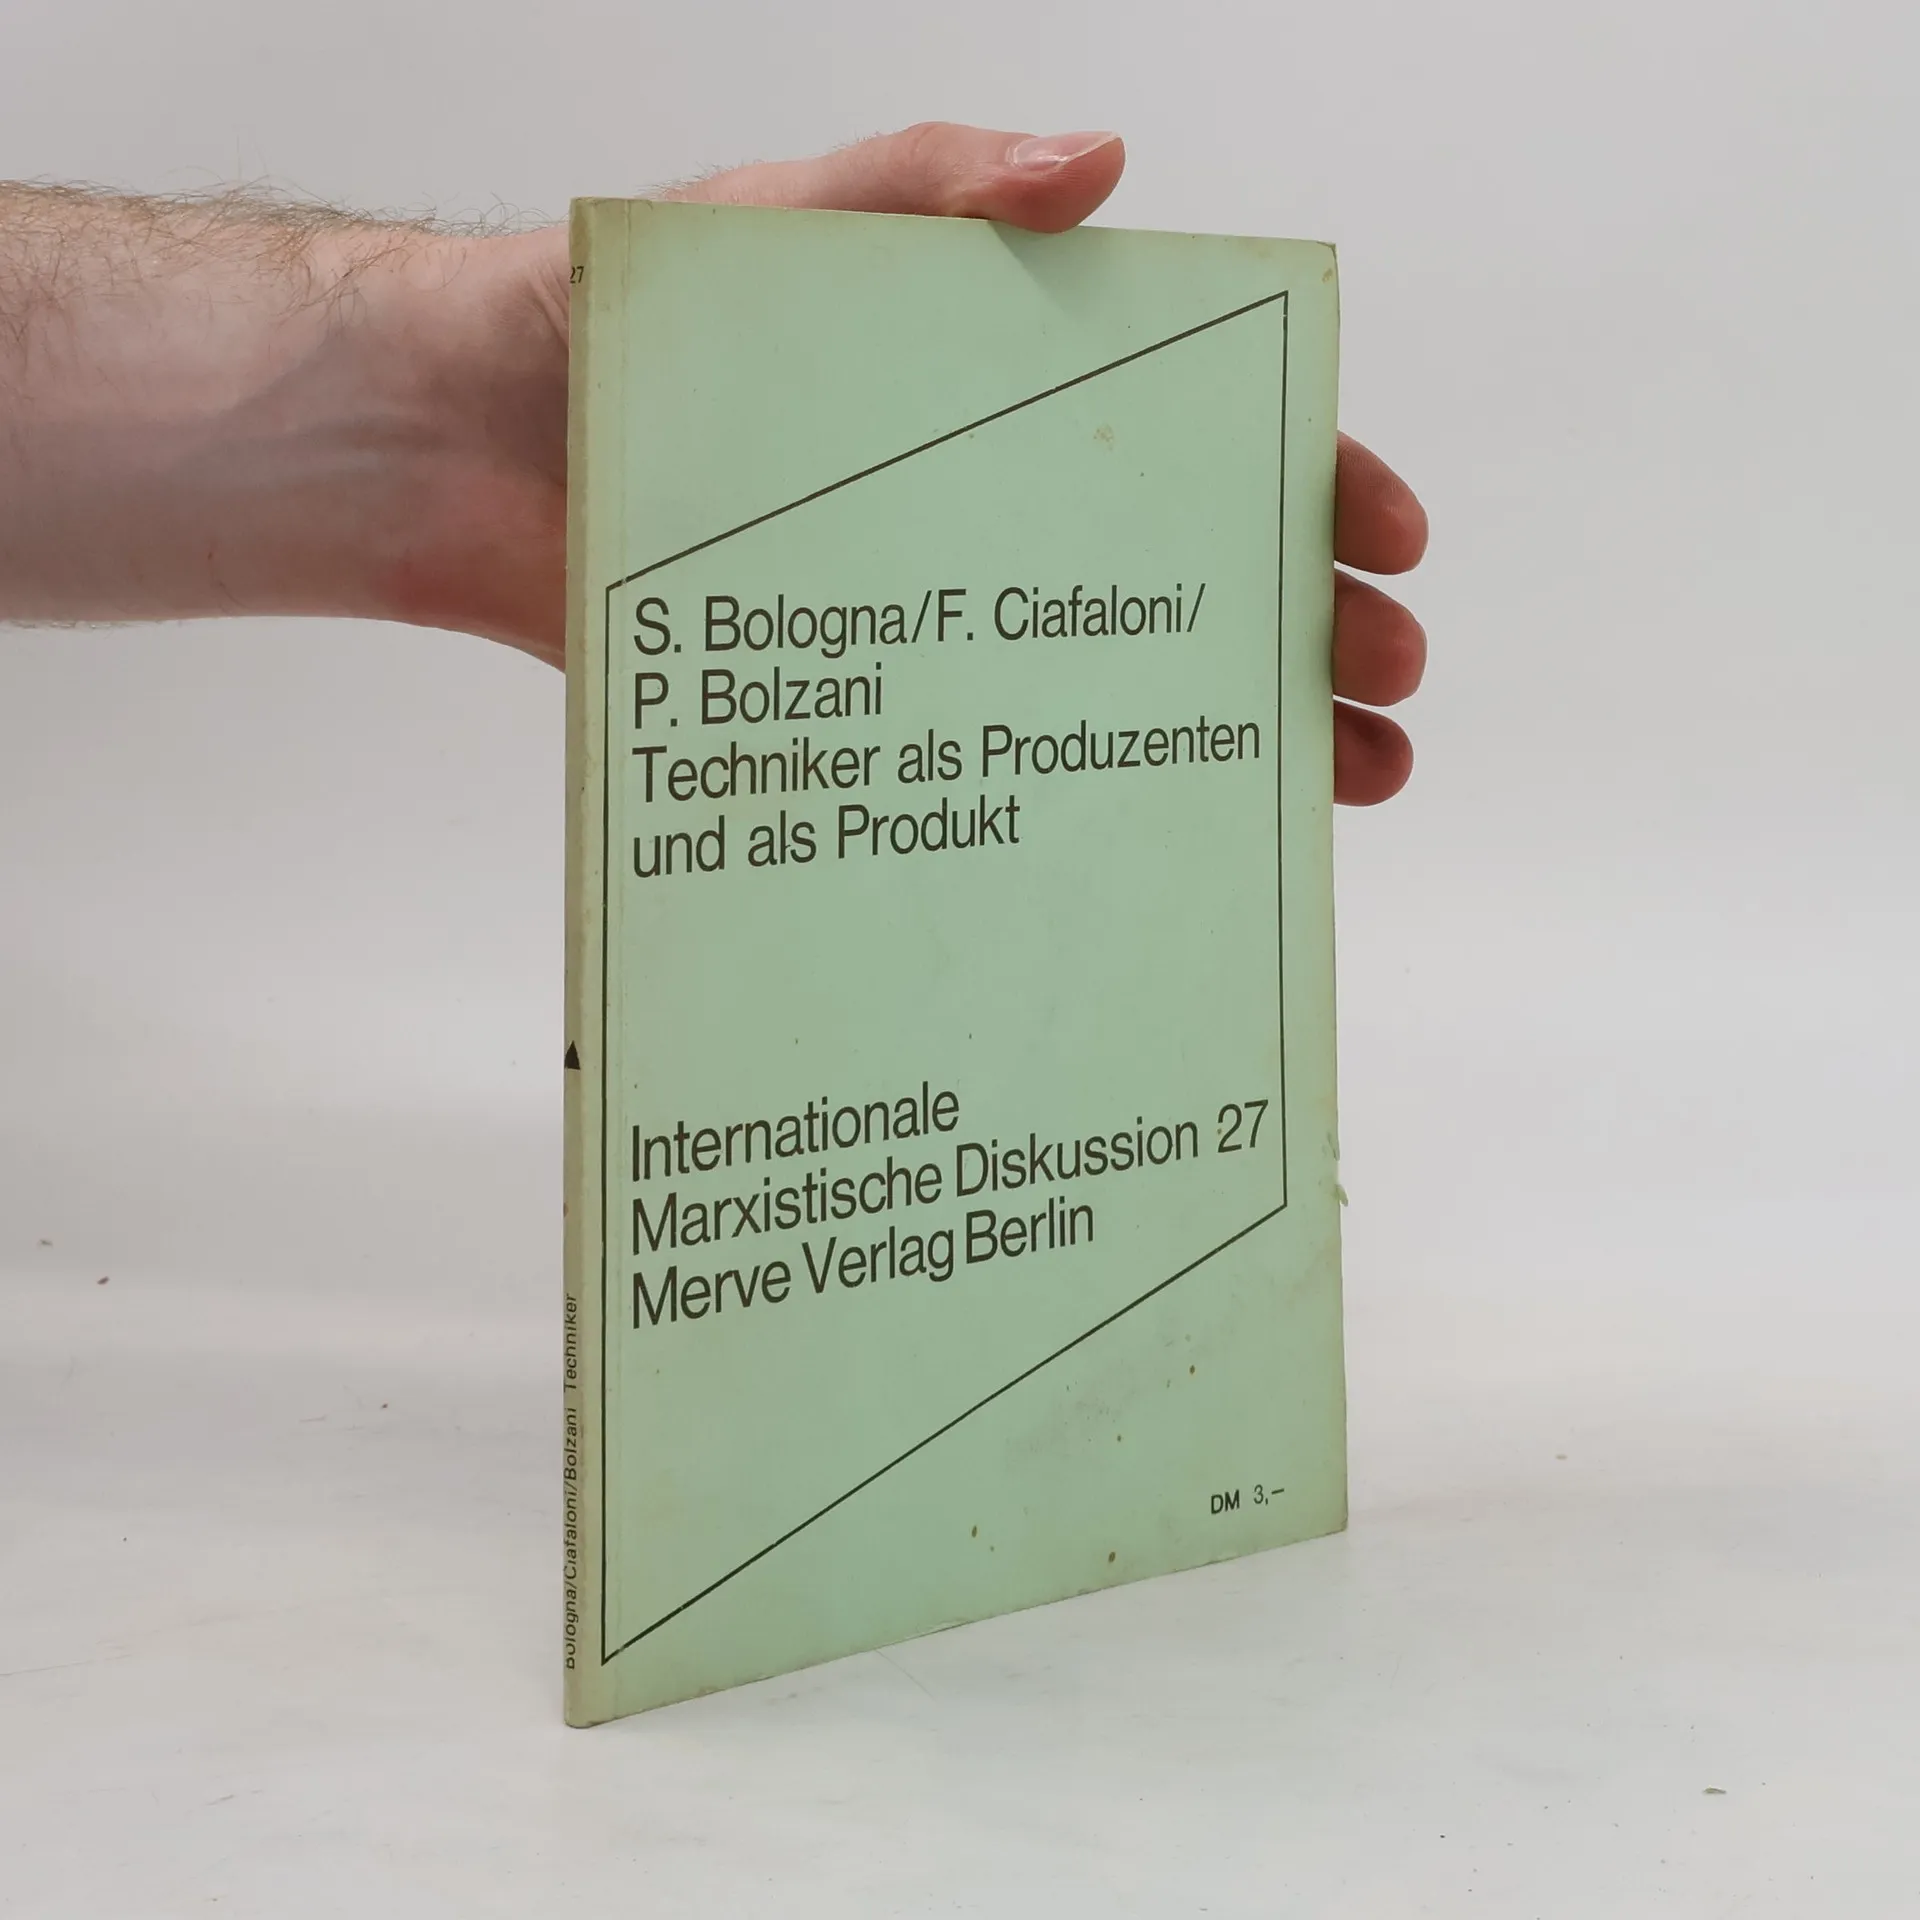 27
S. Bologna/F. Ciafaloni/
P. Bolzani
Techniker als Produzenten
und als Produkt
Internationale
Marxistische Diskussion 27
Merve Verlag Berlin
DM 3,–
Bologna/Ciafaloni/Bolzani Techniker